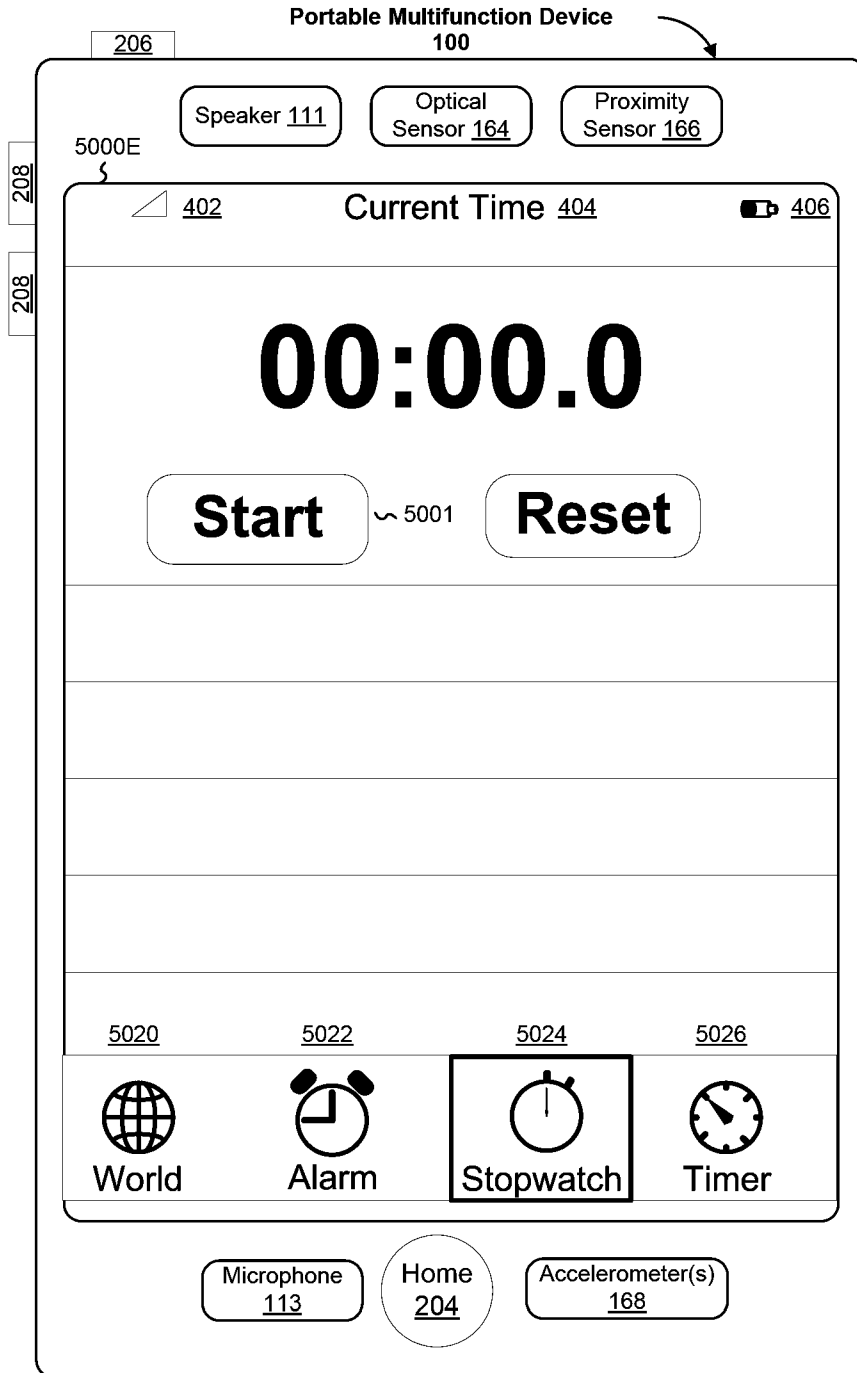 Portable Multifunction Device
100
206
Speaker 111
Optical
Sensor 164
Proximity
Sensor 166
5000E
208
208
402
Current Time 404
406
00:00.0
Start
5001
Reset
5020
5022
5024
5026
World
Alarm
Stopwatch
Timer
Microphone
113
Home
204
Accelerometer(s)
168